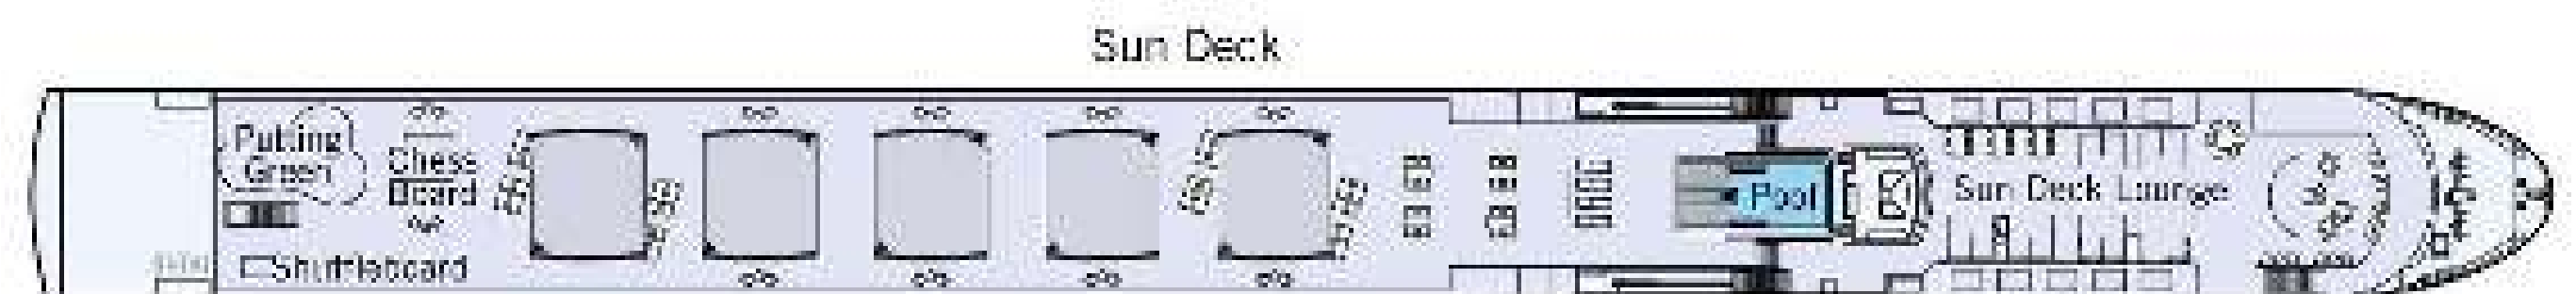 Sun Deck
Putting
Green
Chess
Board
Shuffleboard
Pool
Sun Deck Lounge